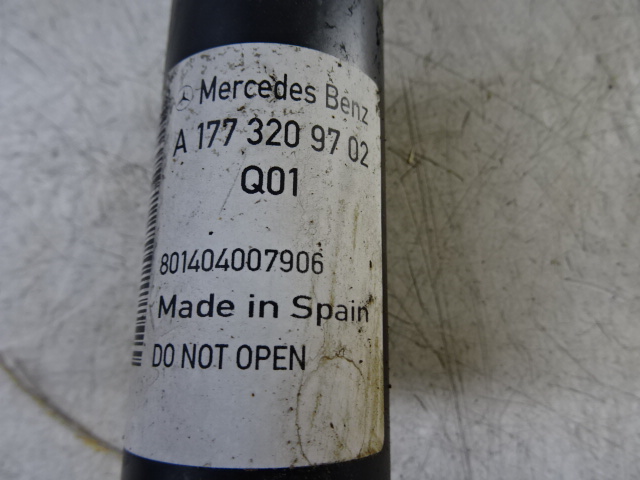 Mercedes Benz
A 177 320 97 02
Q01
801404007906
Made in Spain
DO NOT OPEN